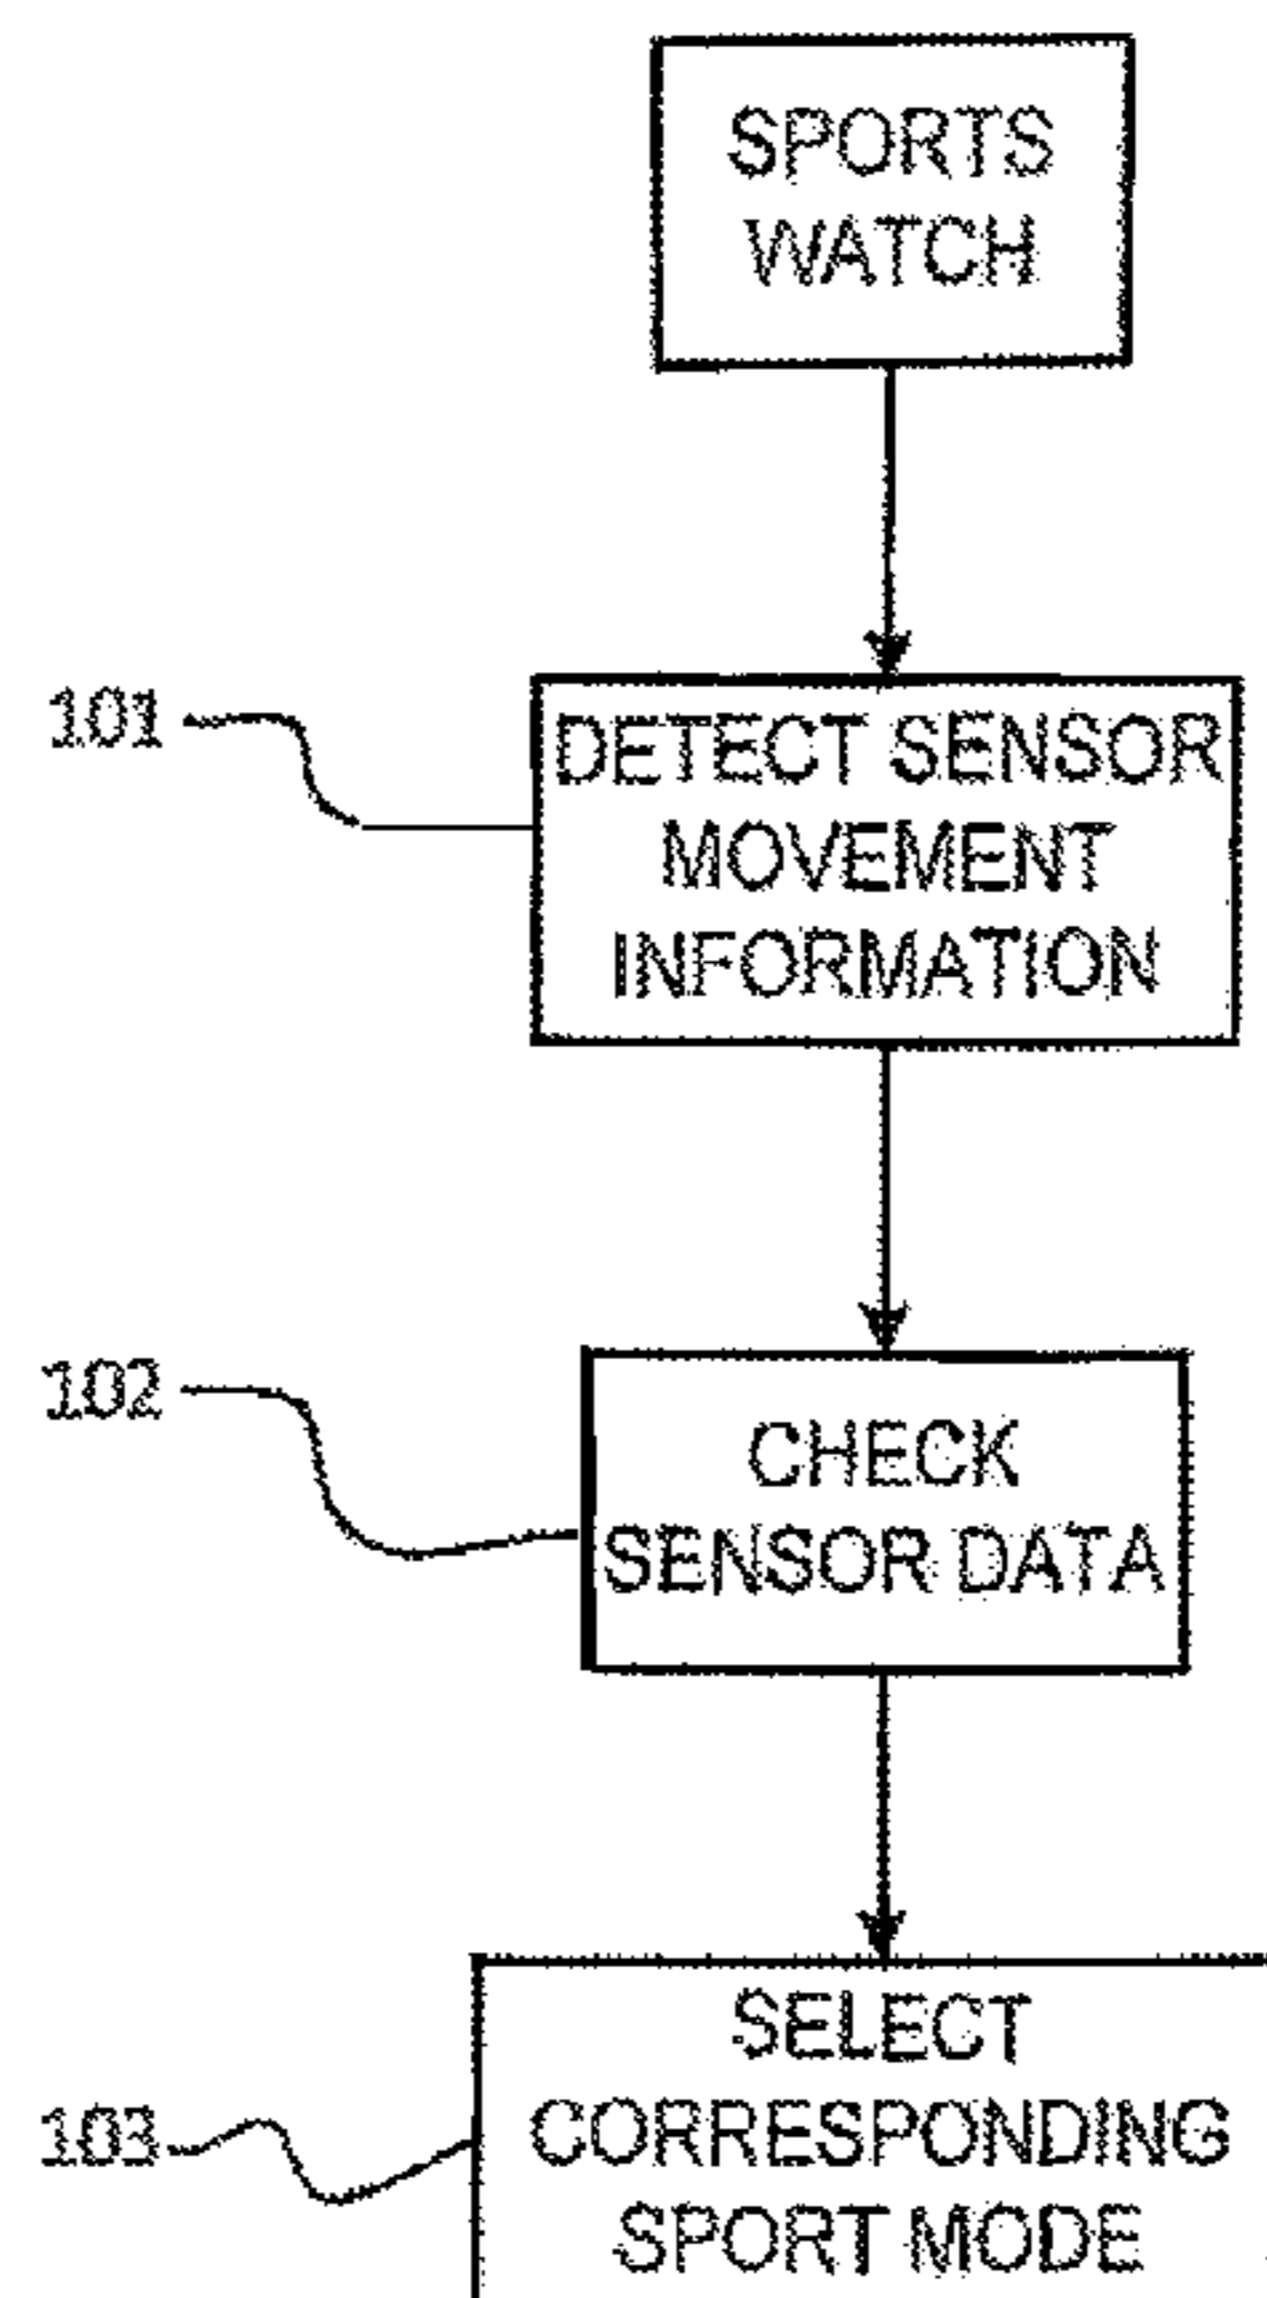 SPORTS
WATCH
101
DETECT SENSOR
MOVEMENT
INFORMATION
102
CHECK
SENSOR DATA
SELECT
103
CORRESPONDING
SPORT MODE